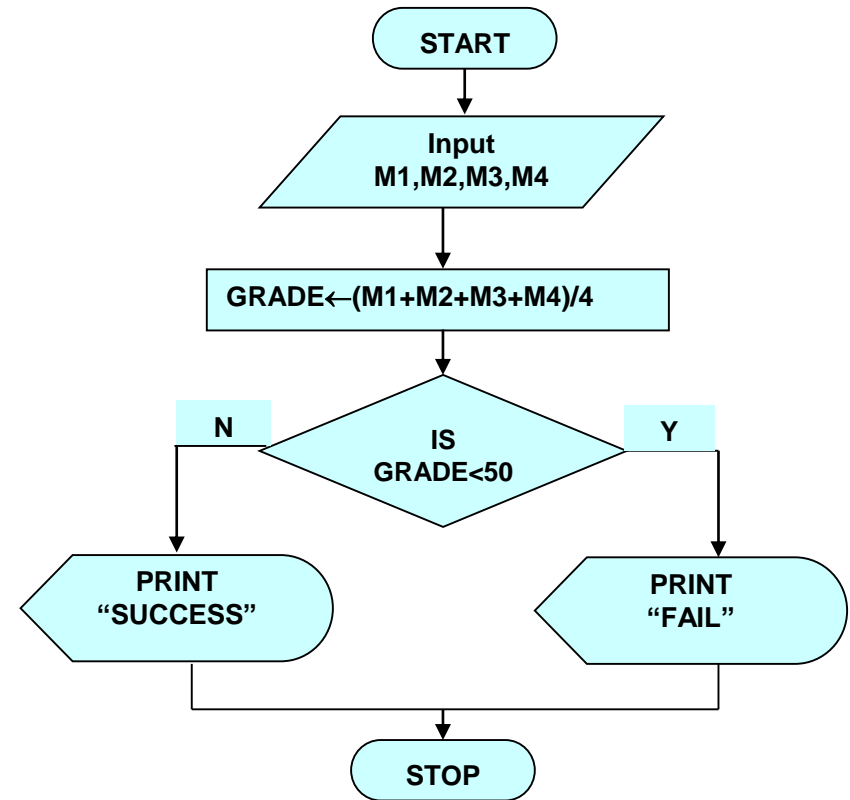 START
Input
M1,M2,M3,M4
GRADE←(M1+M2+M3+M4)/4
N
IS
GRADE<50
Y
PRINT
“SUCCESS”
PRINT
“FAIL”
STOP